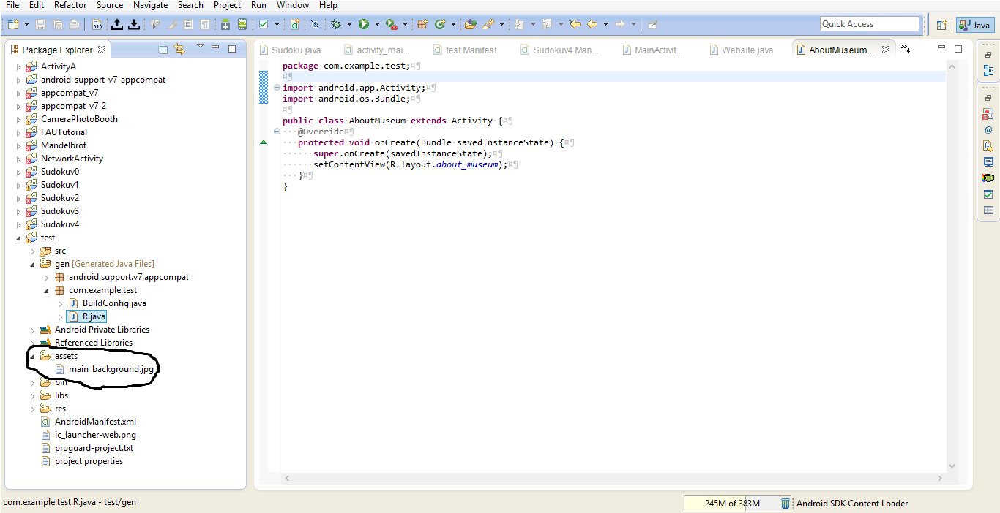 File Edit Refactor Source Navigate Search Project Run Window Help
Quick Access
Java
Package Explorer
Sudoku.java activity_mai... test Manifest Sudokuv4 Man... MainActivit... Website.java AboutMuseum... »4
ActivityA
android-support-v7-appcompat
appcompat_v7
appcompat_v7_2
CameraPhotoBooth
FAUTutorial
Mandelbrot
NetworkActivity
Sudokuv0
Sudokuv1
Sudokuv2
Sudokuv3
Sudokuv4
test
src
gen [Generated Java Files]
android.support.v7.appcompat
com.example.test
BuildConfig.java
R.java
Android Private Libraries
Referenced Libraries
assets
main_background.jpg
bin
libs
res
AndroidManifest.xml
ic_launcher-web.png
proguard-project.txt
project.properties
package·com.example.test;¤¶
¤¶
import·android.app.Activity;¤¶
import·android.os.Bundle;¤¶
¤¶
public·class·AboutMuseum·extends·Activity·{¤¶
···@Override¤¶
···protected·void·onCreate(Bundle·savedInstanceState)·{¤¶
······super.onCreate(savedInstanceState);¤¶
······setContentView(R.layout.about_museum);¤¶
···}¤¶
}
com.example.test.R.java - test/gen
245M of 383M
Android SDK Content Loader